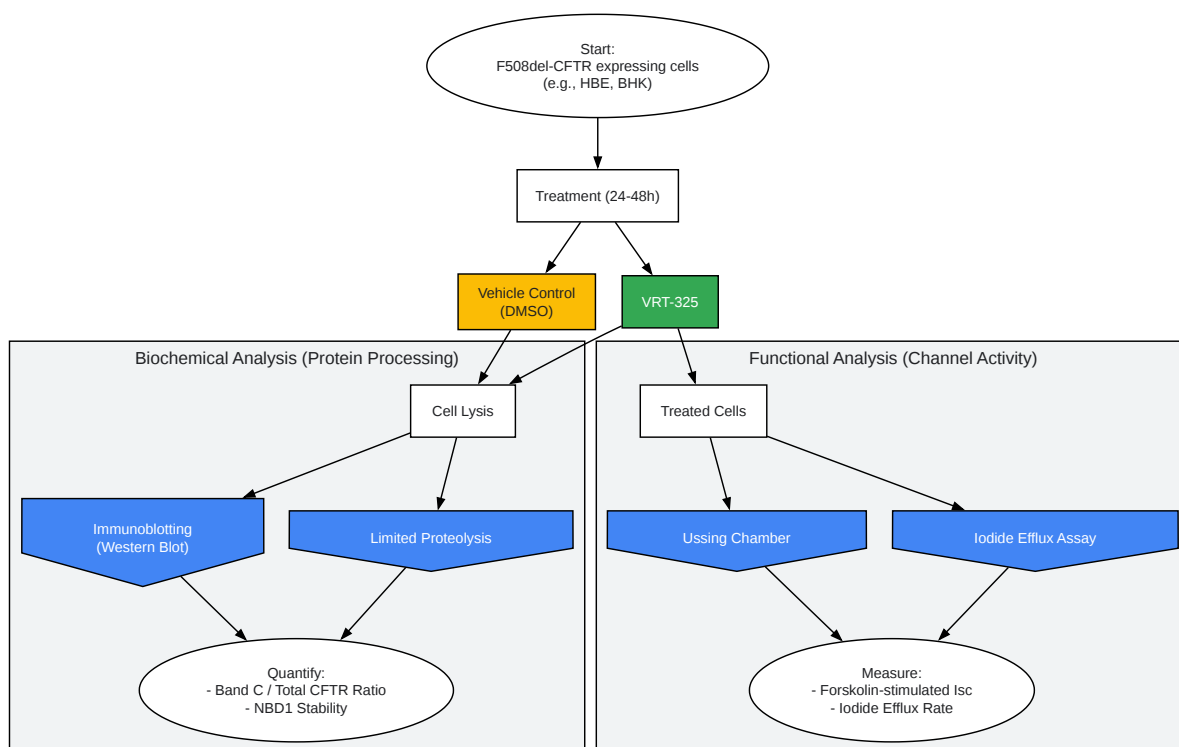 Start:
F508del-CFTR expressing cells
(e.g., HBE, BHK)
Treatment (24-48h)
Vehicle Control
(DMSO)
VRT-325
Biochemical Analysis (Protein Processing)
Functional Analysis (Channel Activity)
Cell Lysis
Treated Cells
Immunoblotting
(Western Blot)
Limited Proteolysis
Ussing Chamber
Iodide Efflux Assay
Quantify:
- Band C / Total CFTR Ratio
- NBD1 Stability
Measure:
- Forskolin-stimulated Isc
- Iodide Efflux Rate